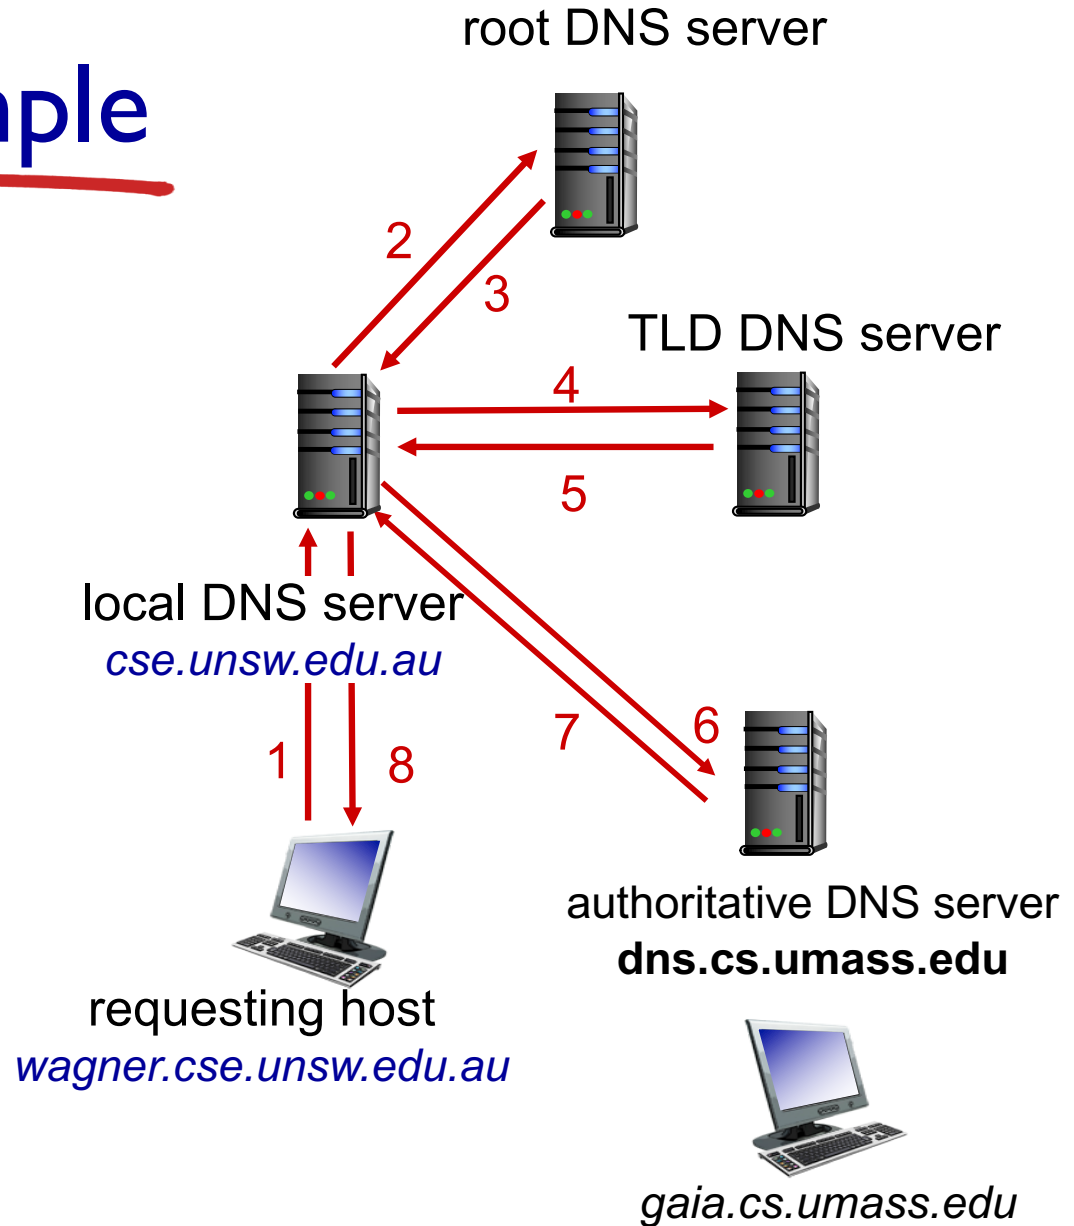 root DNS server
2
3
TLD DNS server
4
5
local DNS server
cse.unsw.edu.au
7
6
1
8
authoritative DNS server
dns.cs.umass.edu
requesting host
wagner.cse.unsw.edu.au
gaia.cs.umass.edu